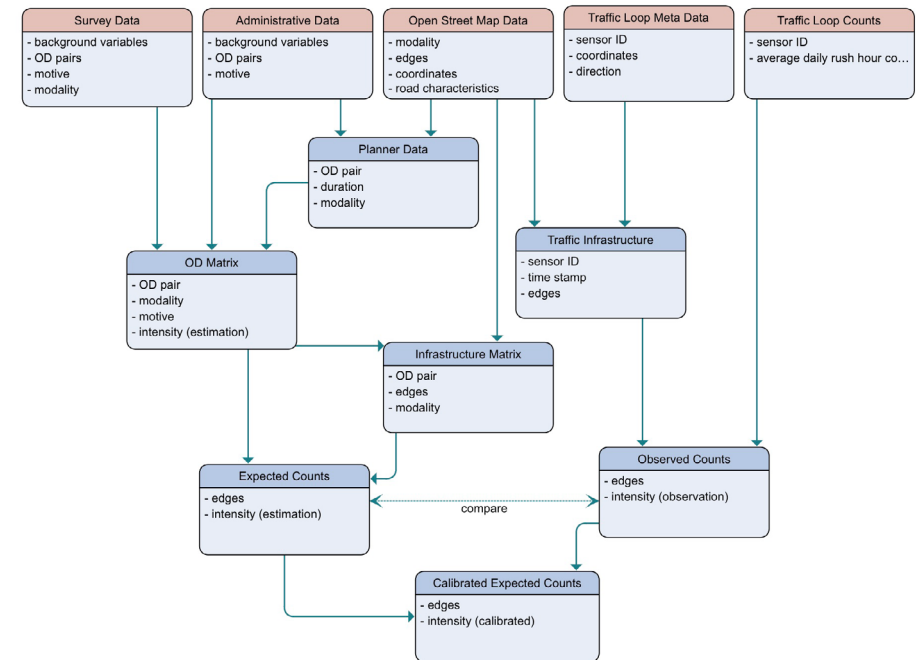 Survey Data
- background variables
- OD pairs
- motive
- modality
Administrative Data
- background variables
- OD pairs
- motive
Open Street Map Data
- modality
- edges
- coordinates
- road characteristics
Traffic Loop Meta Data
- sensor ID
- coordinates
- direction
Traffic Loop Counts
- sensor ID
- average daily rush hour co...
Planner Data
- OD pair
- duration
- modality
Traffic Infrastructure
- sensor ID
- time stamp
- edges
OD Matrix
- OD pair
- modality
- motive
- intensity (estimation)
Infrastructure Matrix
- OD pair
- edges
- modality
Expected Counts
- edges
- intensity (estimation)
compare
Observed Counts
- edges
- intensity (observation)
Calibrated Expected Counts
- edges
- intensity (calibrated)